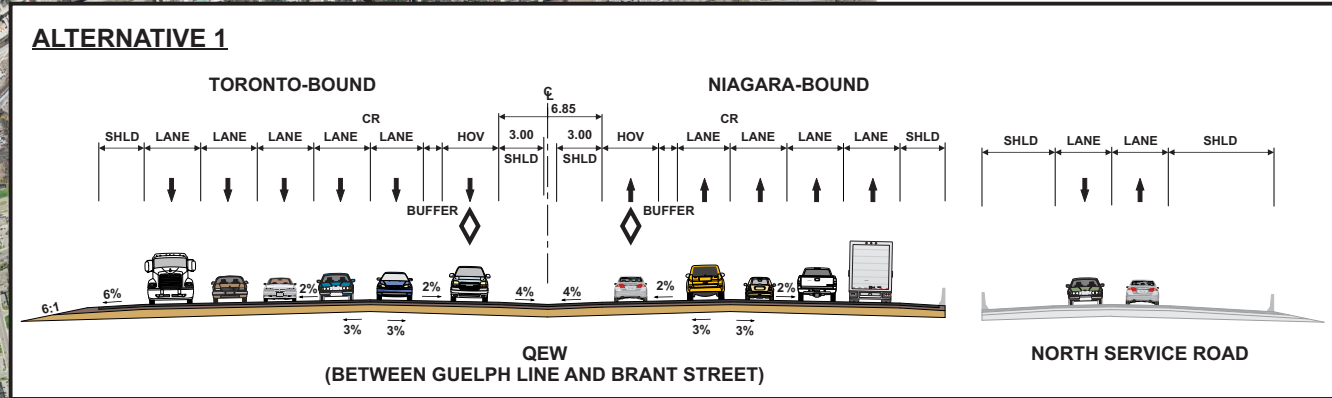 ALTERNATIVE 1
TORONTO-BOUND
NIAGARA-BOUND
℄
6.85
CR
CR
SHLD LANE LANE LANE LANE LANE HOV 3.00 3.00 HOV LANE LANE LANE LANE SHLD
SHLD SHLD
SHLD LANE LANE SHLD
BUFFER BUFFER
6:1 6% 2% 2% 4% 4% 2% 2%
3% 3% 3% 3%
QEW
(BETWEEN GUELPH LINE AND BRANT STREET)
NORTH SERVICE ROAD